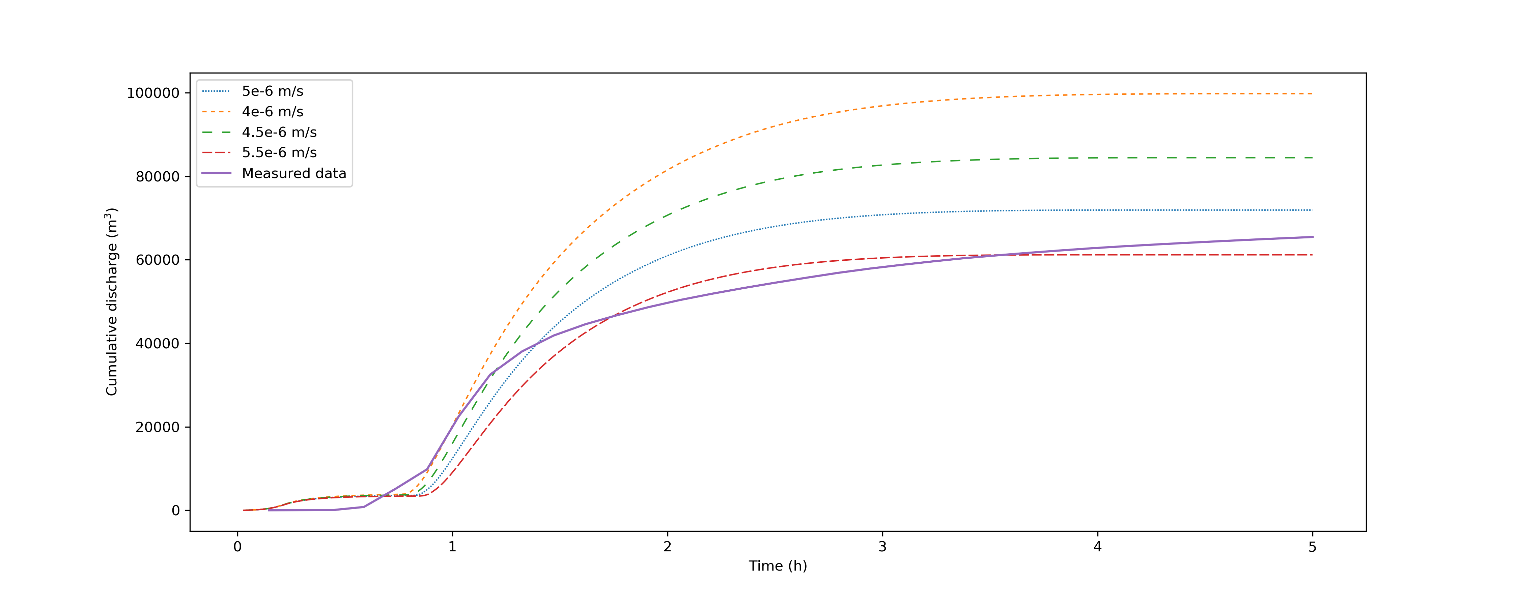 5e-6 m/s
4e-6 m/s
4.5e-6 m/s
5.5e-6 m/s
Measured data
100000
80000
60000
40000
20000
0
Cumulative discharge (m³)
0 1 2 3 4 5
Time (h)